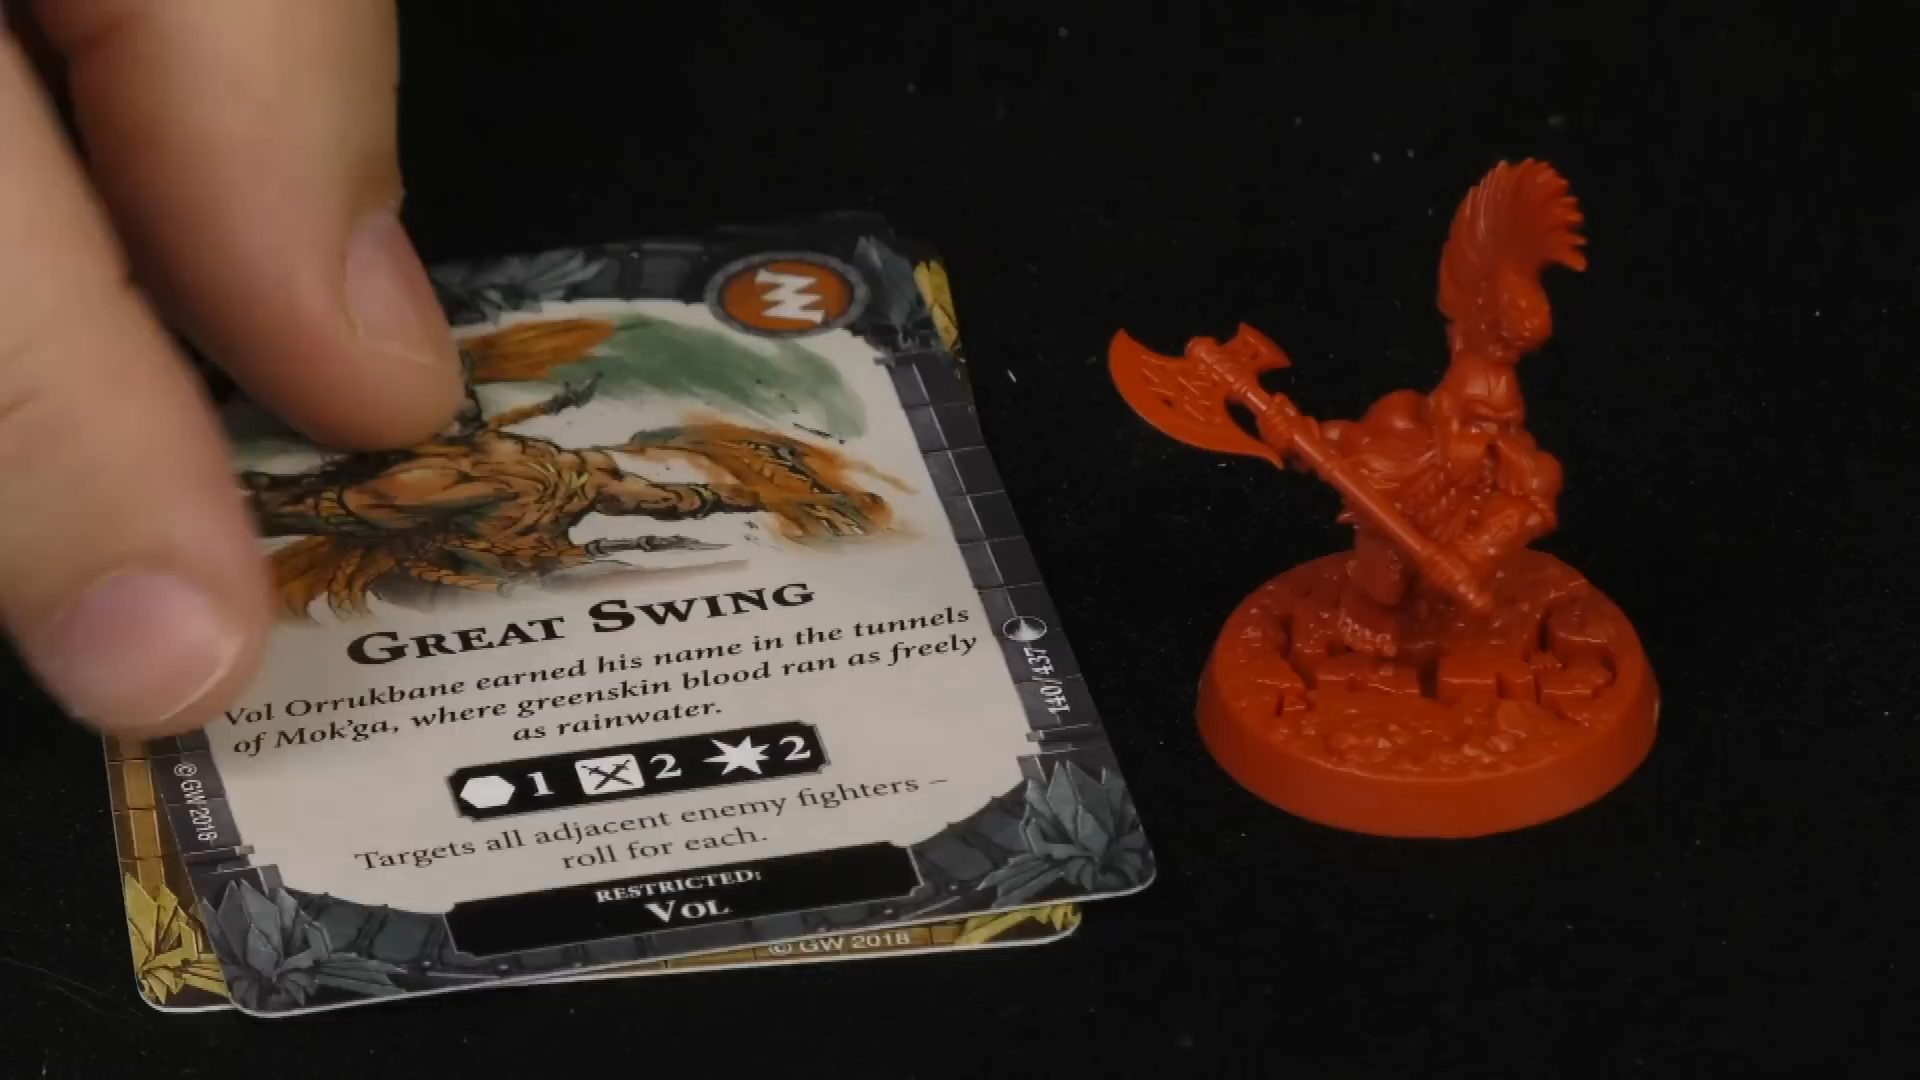 GREAT SWING
Vol Orrukbane earned his name in the tunnels
of Mok'ga, where greenskin blood ran as freely
as rainwater.
1 2 2
Targets all adjacent enemy fighters –
roll for each.
RESTRICTED:
VOL
© GW 2018
140/437
© GW 2018